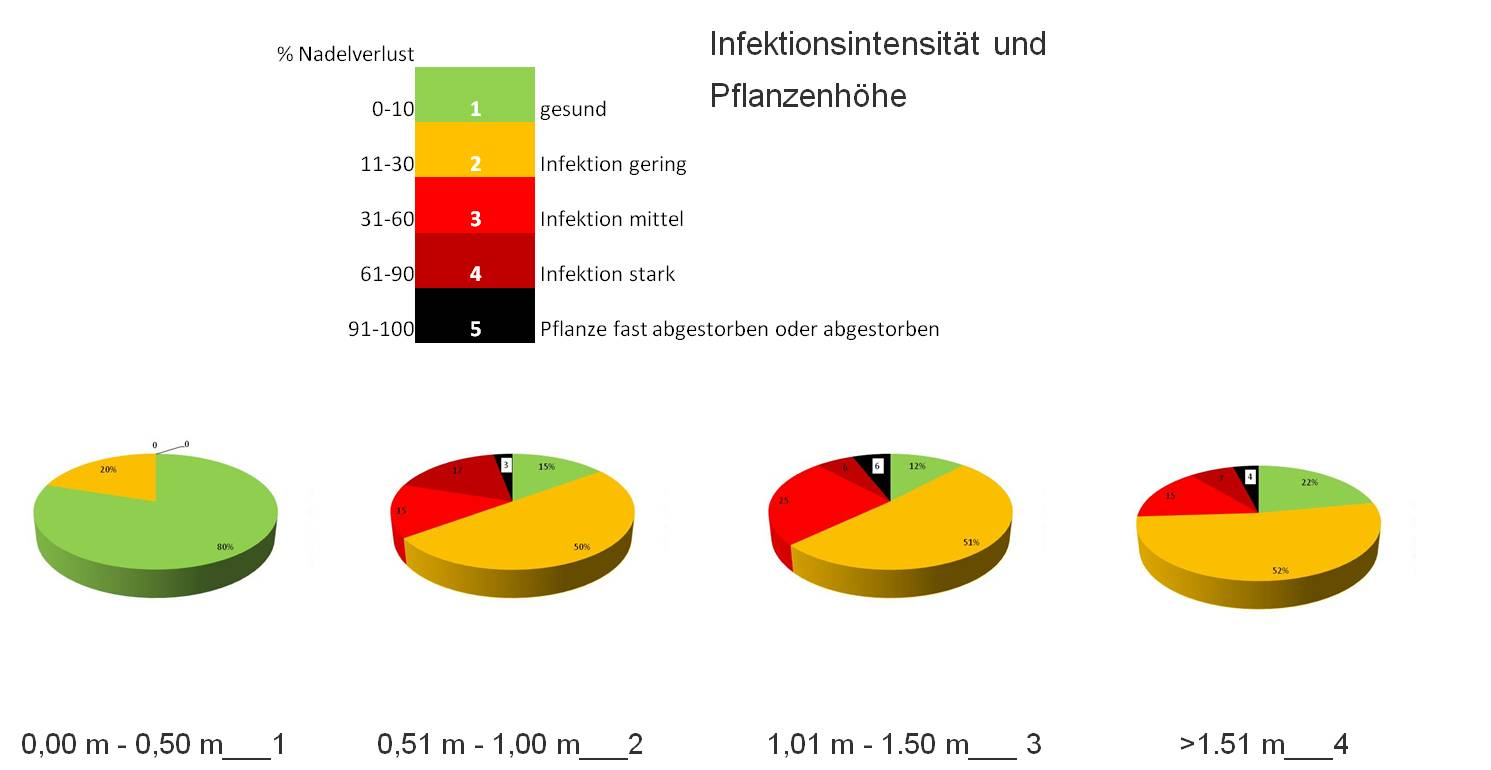 Infektionsintensität und
Pflanzenhöhe
% Nadelverlust
0-10 1 gesund
11-30 2 Infektion gering
31-60 3 Infektion mittel
61-90 4 Infektion stark
91-100 5 Pflanze fast abgestorben oder abgestorben
0 0
20%
80%
3 15%
17
15
50%
6 12%
6
25
51%
4 22%
7
15
52%
0,00 m - 0,50 m___1
0,51 m - 1,00 m___2
1,01 m - 1.50 m___ 3
>1.51 m___4